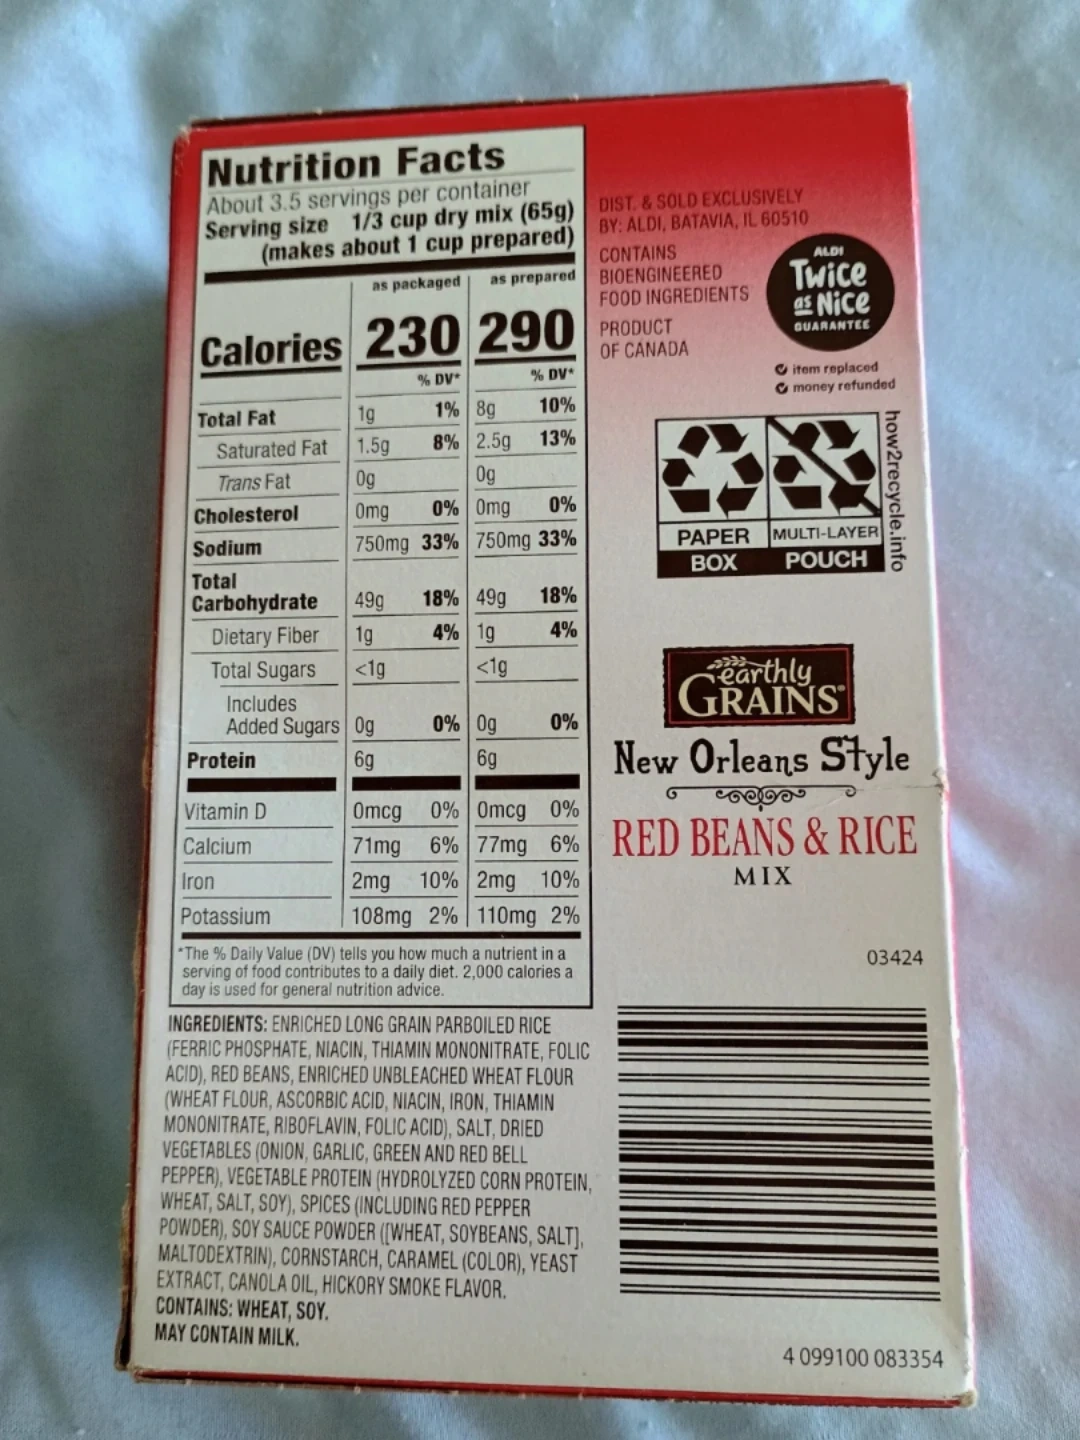 Nutrition Facts
About 3.5 servings per container
Serving size 1/3 cup dry mix (65g)
(makes about 1 cup prepared)
as packaged as prepared
Calories 230 290
% DV* % DV*
Total Fat 1g 1% 8g 10%
Saturated Fat 1.5g 8% 2.5g 13%
Trans Fat 0g 0g
Cholesterol 0mg 0% 0mg 0%
Sodium 750mg 33% 750mg 33%
Total
Carbohydrate 49g 18% 49g 18%
Dietary Fiber 1g 4% 1g 4%
Total Sugars <1g <1g
Includes
Added Sugars 0g 0% 0g 0%
Protein 6g 6g
Vitamin D 0mcg 0% 0mcg 0%
Calcium 71mg 6% 77mg 6%
Iron 2mg 10% 2mg 10%
Potassium 108mg 2% 110mg 2%
*The % Daily Value (DV) tells you how much a nutrient in a
serving of food contributes to a daily diet. 2,000 calories a
day is used for general nutrition advice.
INGREDIENTS: ENRICHED LONG GRAIN PARBOILED RICE
(FERRIC PHOSPHATE, NIACIN, THIAMIN MONONITRATE, FOLIC
ACID), RED BEANS, ENRICHED UNBLEACHED WHEAT FLOUR
(WHEAT FLOUR, ASCORBIC ACID, NIACIN, IRON, THIAMIN
MONONITRATE, RIBOFLAVIN, FOLIC ACID), SALT, DRIED
VEGETABLES (ONION, GARLIC, GREEN AND RED BELL
PEPPER), VEGETABLE PROTEIN (HYDROLYZED CORN PROTEIN,
WHEAT, SALT, SOY), SPICES (INCLUDING RED PEPPER
POWDER), SOY SAUCE POWDER ([WHEAT, SOYBEANS, SALT],
MALTODEXTRIN), CORNSTARCH, CARAMEL (COLOR), YEAST
EXTRACT, CANOLA OIL, HICKORY SMOKE FLAVOR.
CONTAINS: WHEAT, SOY.
MAY CONTAIN MILK.
DIST. & SOLD EXCLUSIVELY
BY: ALDI, BATAVIA, IL 60510
CONTAINS
BIOENGINEERED
FOOD INGREDIENTS
PRODUCT
OF CANADA
ALDI
Twice
as Nice
GUARANTEE
item replaced
money refunded
PAPER
BOX
MULTI-LAYER
POUCH
how2recycle.info
earthly
GRAINS®
New Orleans Style
RED BEANS & RICE
MIX
03424
4 099100 083354